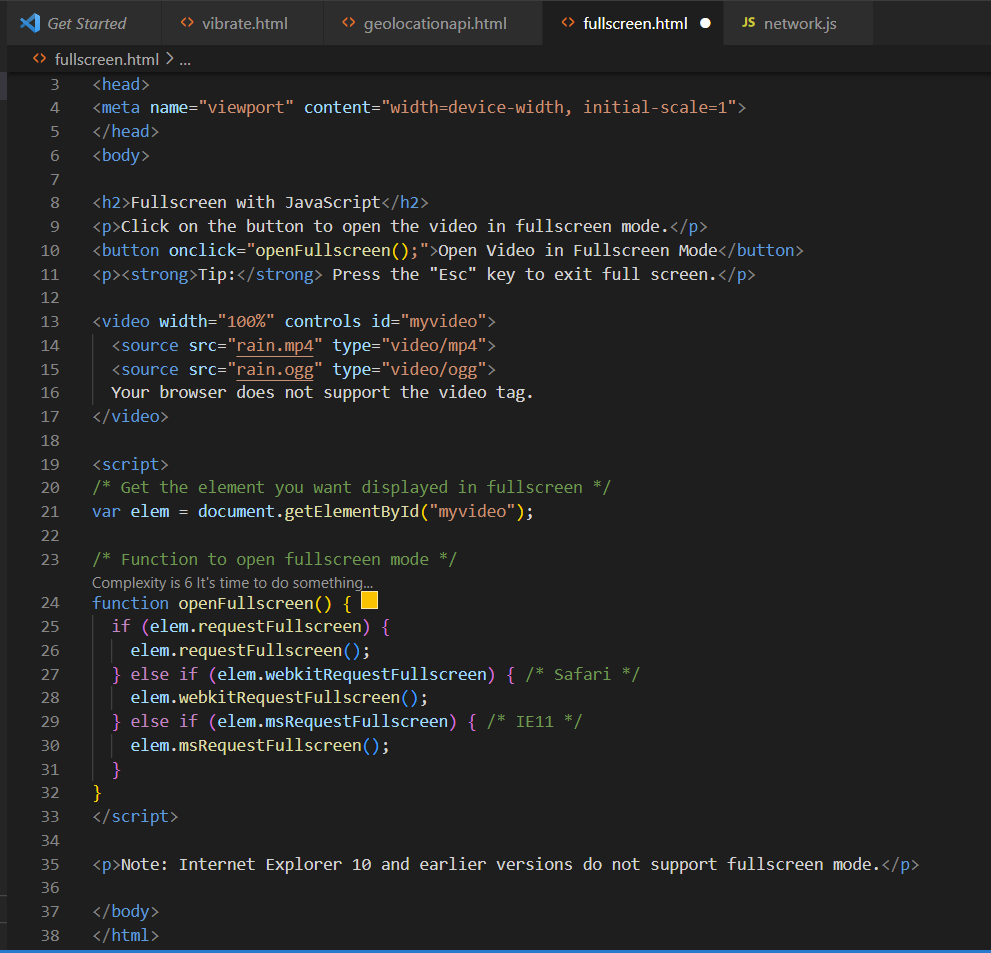 Get Started <> vibrate.html <> geolocationapi.html <> fullscreen.html ● JS network.js
<> fullscreen.html > ...
3 <head>
4 <meta name="viewport" content="width=device-width, initial-scale=1">
5 </head>
6 <body>
7
8 <h2>Fullscreen with JavaScript</h2>
9 <p>Click on the button to open the video in fullscreen mode.</p>
10 <button onclick="openFullscreen();">Open Video in Fullscreen Mode</button>
11 <p><strong>Tip:</strong> Press the "Esc" key to exit full screen.</p>
12
13 <video width="100%" controls id="myvideo">
14   <source src="rain.mp4" type="video/mp4">
15   <source src="rain.ogg" type="video/ogg">
16   Your browser does not support the video tag.
17 </video>
18
19 <script>
20 /* Get the element you want displayed in fullscreen */
21 var elem = document.getElementById("myvideo");
22
23 /* Function to open fullscreen mode */
Complexity is 6 It's time to do something...
24 function openFullscreen() {
25   if (elem.requestFullscreen) {
26     elem.requestFullscreen();
27   } else if (elem.webkitRequestFullscreen) { /* Safari */
28     elem.webkitRequestFullscreen();
29   } else if (elem.msRequestFullscreen) { /* IE11 */
30     elem.msRequestFullscreen();
31   }
32 }
33 </script>
34
35 <p>Note: Internet Explorer 10 and earlier versions do not support fullscreen mode.</p>
36
37 </body>
38 </html>